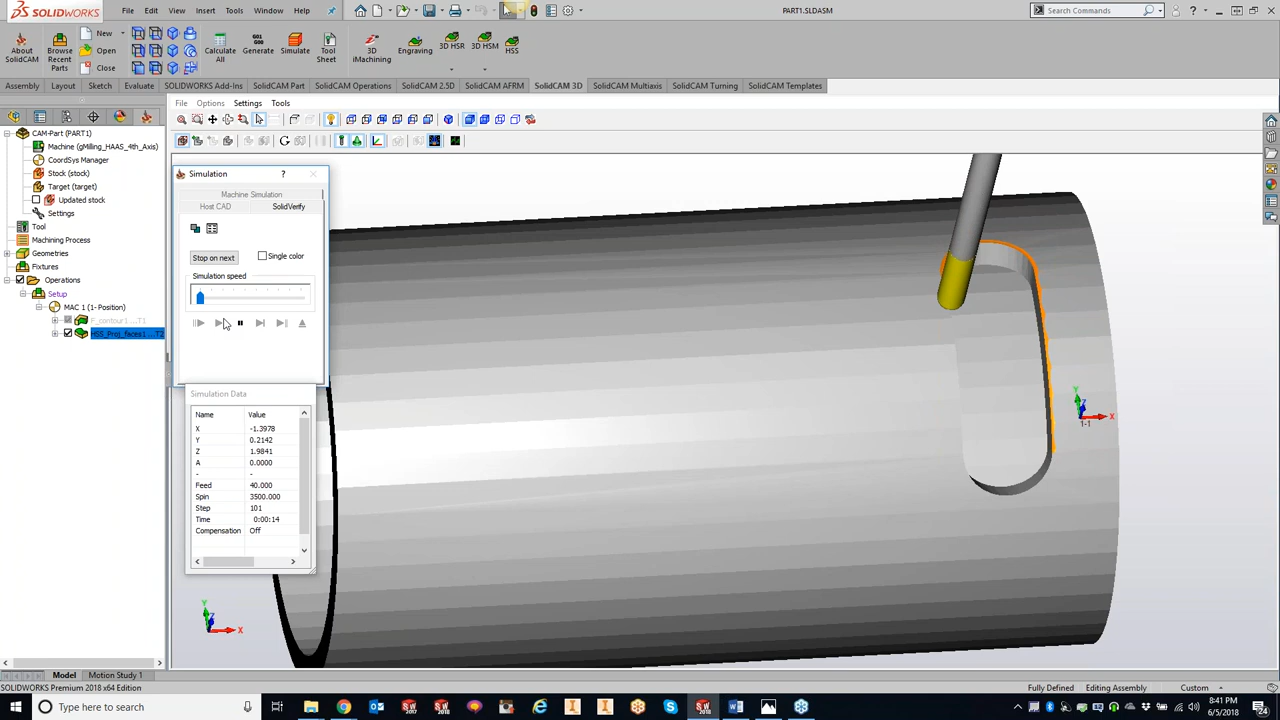 SOLIDWORKS File Edit View Insert Tools Window Help PART1.SLDASM Search Commands
About SolidCAM
Browse Recent Parts
New
Open
Close
Calculate All
Generate
Simulate
Tool Sheet
3D iMachining
Engraving
3D HSR
3D HSM
HSS
Assembly Layout Sketch Evaluate SOLIDWORKS Add-Ins SolidCAM Part SolidCAM Operations SolidCAM 2.5D SolidCAM AFRM SolidCAM 3D SolidCAM Multiaxis SolidCAM Turning SolidCAM Templates
File Options Settings Tools
CAM-Part (PART1)
Machine (gMilling_HAAS_4th_Axis)
CoordSys Manager
Stock (stock)
Target (target)
Updated stock
Settings
Tool
Machining Process
Geometries
Fixtures
Operations
Setup
MAC 1 (1- Position)
F_contour1 ...T1
HSS_Proj_faces1 ...T2
Simulation ?
Machine Simulation
Host CAD SolidVerify
Stop on next Single color
Simulation speed
Simulation Data
Name Value
X -1.3978
Y 0.2142
Z 1.9841
A 0.0000
- -
Feed 40.000
Spin 3500.000
Step 101
Time 0:00:14
Compensation Off
Y
Z
X
1-1
Y
Z
X
Model Motion Study 1
SOLIDWORKS Premium 2018 x64 Edition Fully Defined Editing Assembly Custom
Type here to search
8:41 PM
6/5/2018